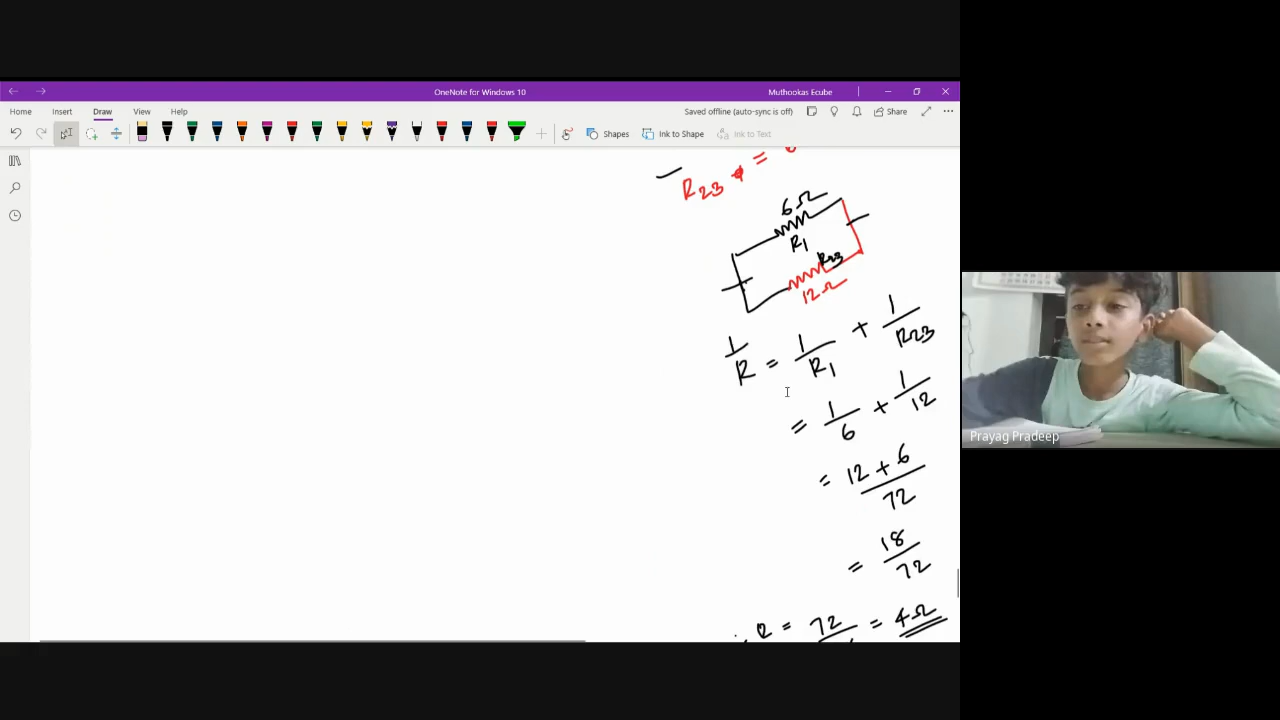 OneNote for Windows 10
Muthookas Ecube
Home Insert Draw View Help
Saved offline (auto-sync is off)
Share
Shapes
Ink to Shape
Ink to Text
R23 =
6Ω
R1
R23
12Ω
1/R = 1/R1 + 1/R23
= 1/6 + 1/12
= 12+6/72
= 18/72
R = 72/ = 4Ω
Prayag Pradeep